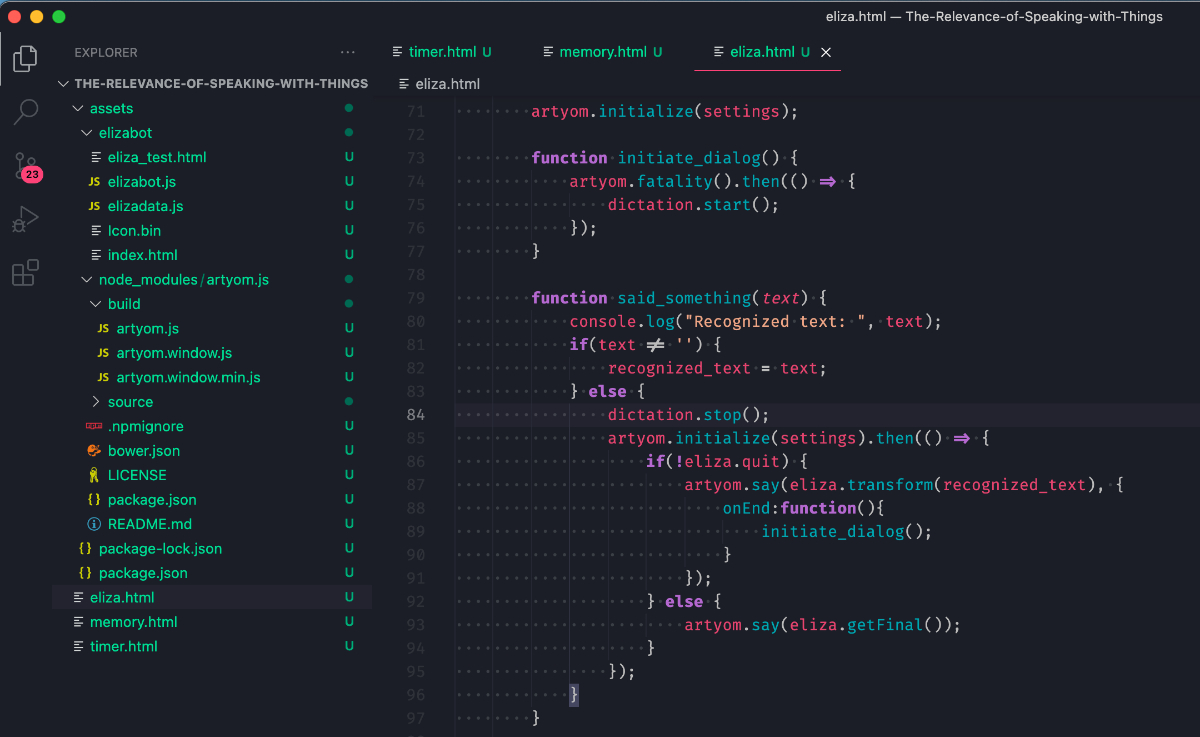 eliza.html — The-Relevance-of-Speaking-with-Things
EXPLORER
···
23
THE-RELEVANCE-OF-SPEAKING-WITH-THINGS
assets
elizabot
eliza_test.html U
JS elizabot.js U
JS elizadata.js U
Icon.bin U
index.html U
node_modules/artyom.js
build
JS artyom.js U
JS artyom.window.js U
JS artyom.window.min.js U
source
.npmignore U
bower.json U
LICENSE U
{} package.json U
README.md U
{} package-lock.json U
{} package.json U
eliza.html U
memory.html U
timer.html U
timer.html U memory.html U eliza.html U ×
eliza.html
71 artyom.initialize(settings);
72
73 function initiate_dialog() {
74 artyom.fatality().then(() ⇒ {
75 dictation.start();
76 });
77 }
78
79 function said_something(text) {
80 console.log("Recognized text: ", text);
81 if(text ≠ '') {
82 recognized_text = text;
83 } else {
84 dictation.stop();
85 artyom.initialize(settings).then(() ⇒ {
86 if(!eliza.quit) {
87 artyom.say(eliza.transform(recognized_text), {
88 onEnd:function(){
89 initiate_dialog();
90 }
91 });
92 } else {
93 artyom.say(eliza.getFinal());
94 }
95 });
96 }
97 }